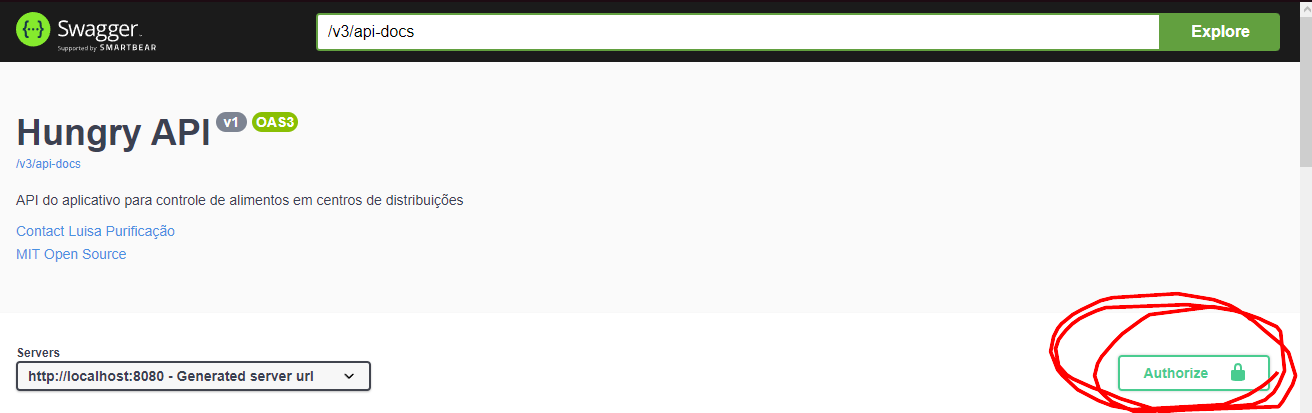 Swagger
Supported by SMARTBEAR
/v3/api-docs
Explore
Hungry API v1 OAS3
/v3/api-docs
API do aplicativo para controle de alimentos em centros de distribuições
Contact Luisa Purificação
MIT Open Source
Servers
http://localhost:8080 - Generated server url
Authorize